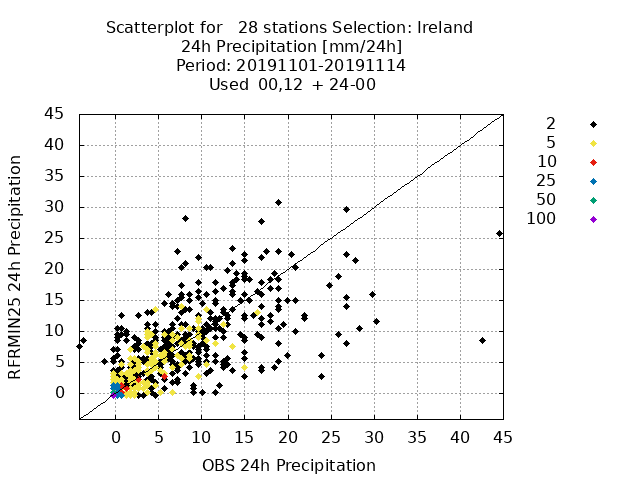 Scatterplot for   28 stations Selection: Ireland
24h Precipitation [mm/24h]
Period: 20191101-20191114
Used  00,12  + 24-00
RFRMIN25 24h Precipitation
45
40
35
30
25
20
15
10
5
0
0 5 10 15 20 25 30 35 40 45
OBS 24h Precipitation
2
5
10
25
50
100